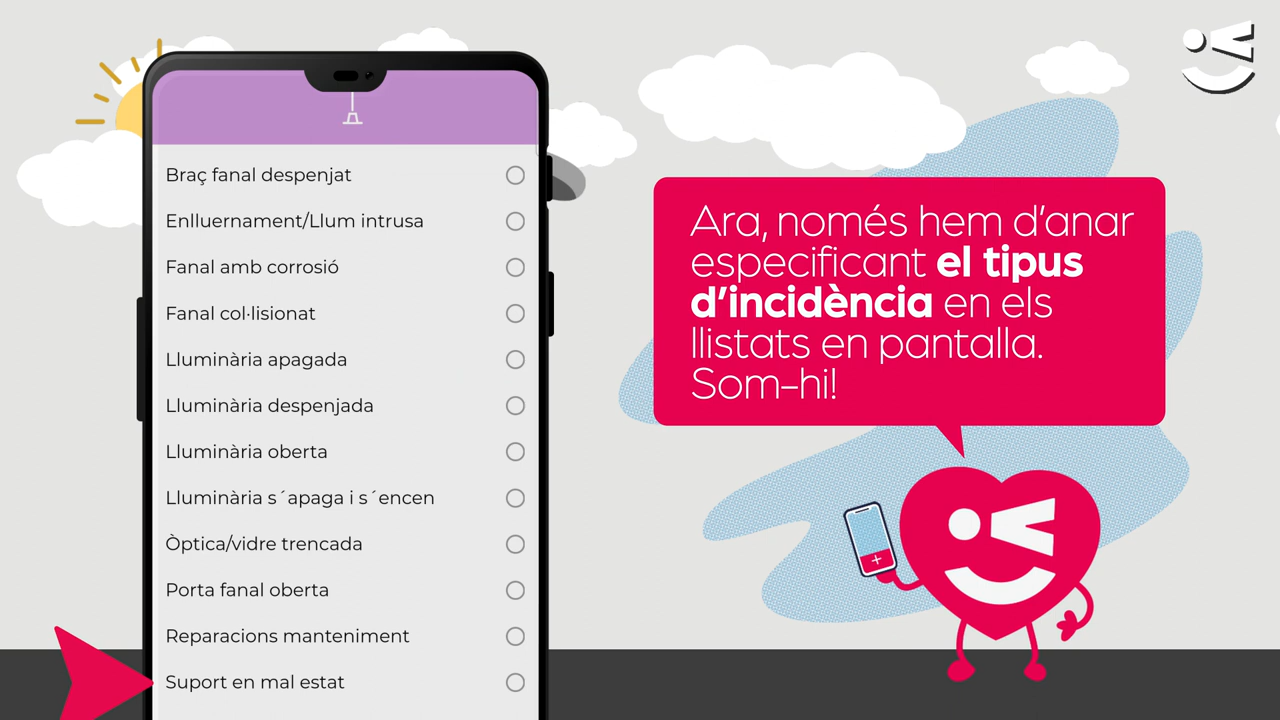 Braç fanal despenjat
Enlluernament/Llum intrusa
Fanal amb corrosió
Fanal col·lisionat
Lluminària apagada
Lluminària despenjada
Lluminària oberta
Lluminària s´apaga i s´encen
Òptica/vidre trencada
Porta fanal oberta
Reparacions manteniment
Suport en mal estat
Ara, només hem d'anar
especificant el tipus
d'incidència en els
llistats en pantalla.
Som-hi!